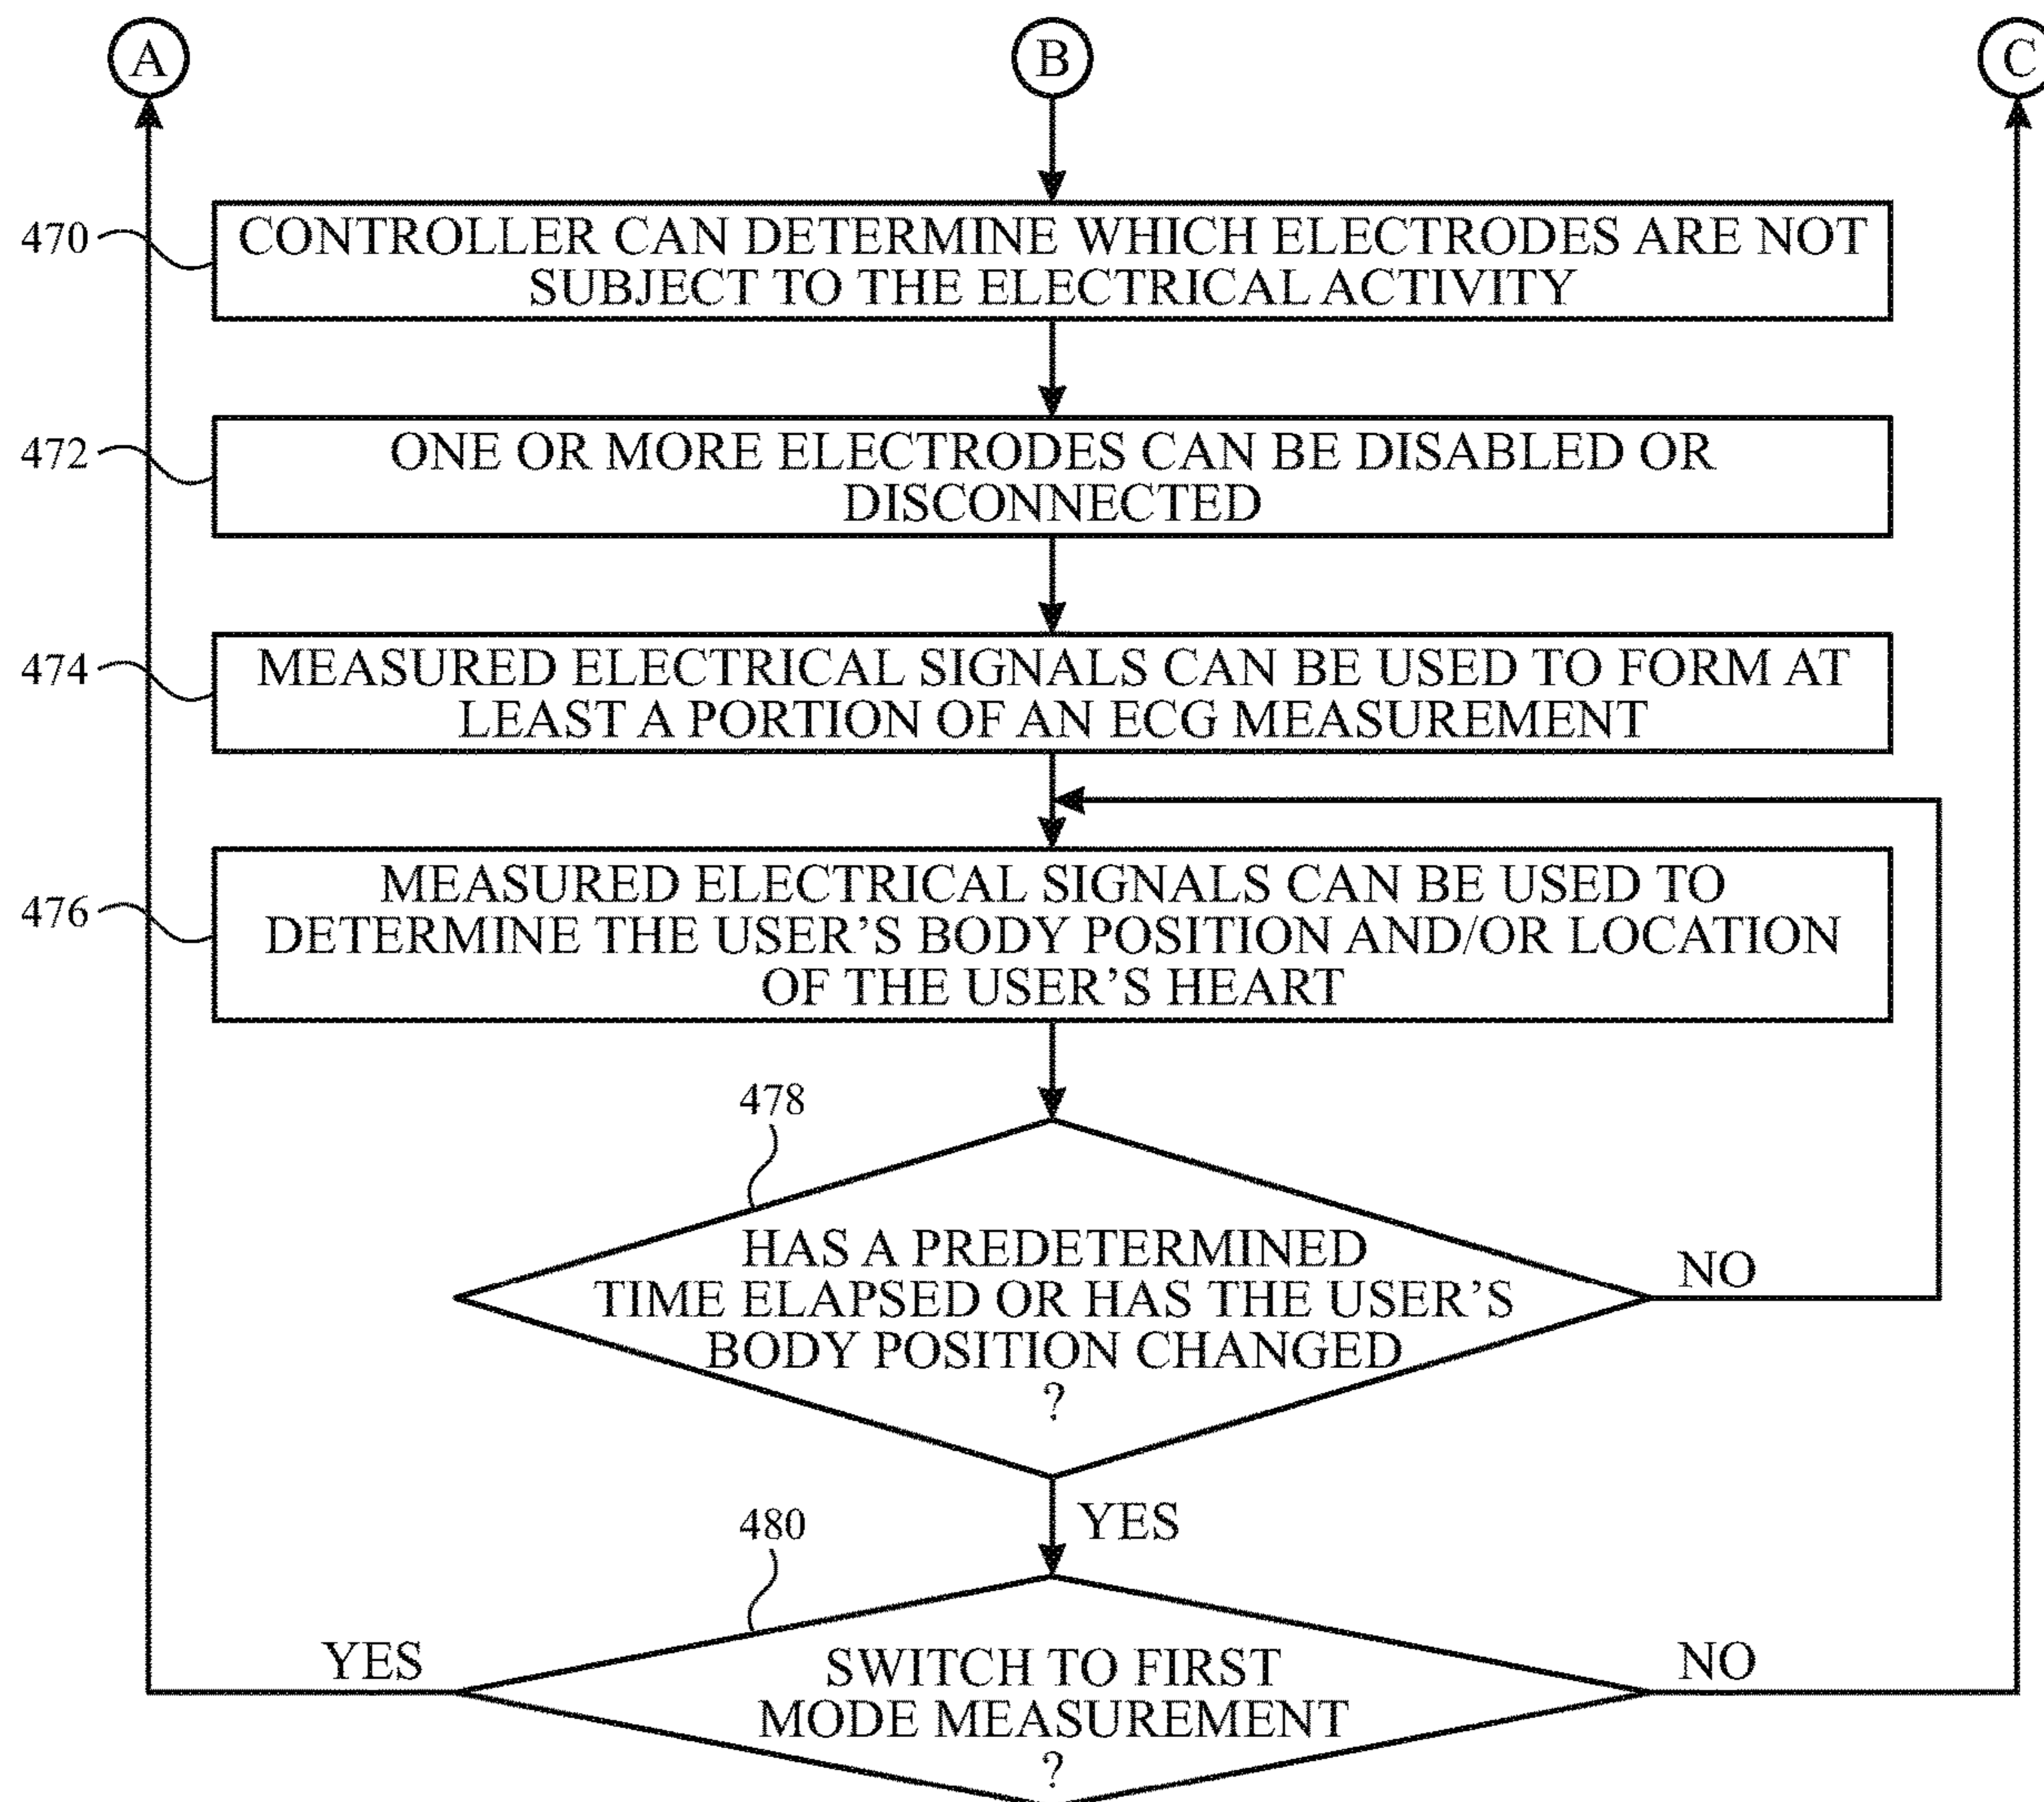 A
B
C
470
CONTROLLER CAN DETERMINE WHICH ELECTRODES ARE NOT
SUBJECT TO THE ELECTRICAL ACTIVITY
472
ONE OR MORE ELECTRODES CAN BE DISABLED OR
DISCONNECTED
474
MEASURED ELECTRICAL SIGNALS CAN BE USED TO FORM AT
LEAST A PORTION OF AN ECG MEASUREMENT
476
MEASURED ELECTRICAL SIGNALS CAN BE USED TO
DETERMINE THE USER’S BODY POSITION AND/OR LOCATION
OF THE USER’S HEART
478
HAS A PREDETERMINED
TIME ELAPSED OR HAS THE USER’S
BODY POSITION CHANGED
?
NO
YES
480
SWITCH TO FIRST
MODE MEASUREMENT
?
YES
NO